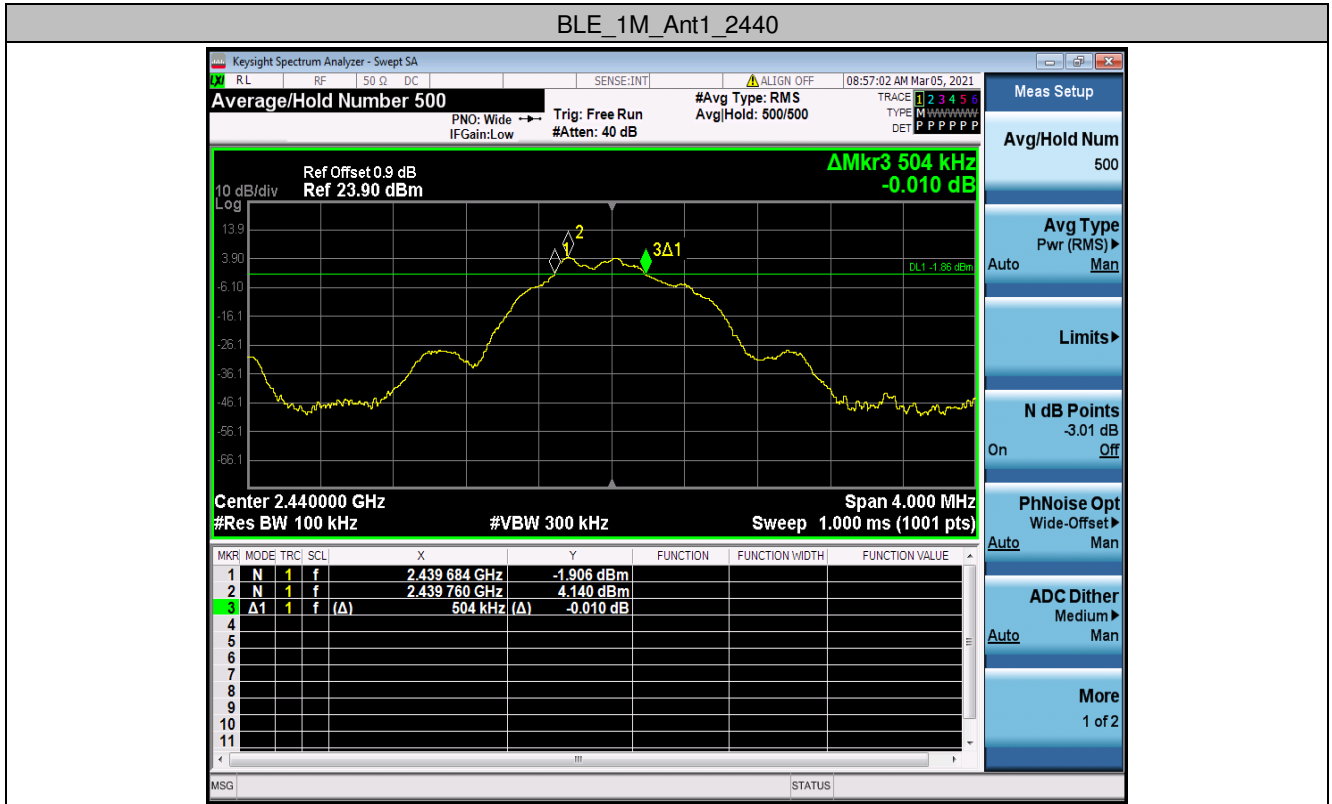 BLE_1M_Ant1_2440
Keysight Spectrum Analyzer - Swept SA
LXI RL RF 50 Ω DC SENSE:INT ALIGN OFF 08:57:02 AM Mar 05, 2021
Average/Hold Number 500
PNO: Wide
IFGain:Low
Trig: Free Run
#Atten: 40 dB
#Avg Type: RMS
Avg|Hold: 500/500
TRACE 1 2 3 4 5 6
TYPE M W W W W W
DET P P P P P P
ΔMkr3 504 kHz
-0.010 dB
Ref Offset 0.9 dB
10 dB/div Ref 23.90 dBm
Log
13.9
3.90
-6.10
-16.1
-26.1
-36.1
-46.1
-56.1
-66.1
1
2
3Δ1
DL1 -1.86 dBm
Center 2.440000 GHz Span 4.000 MHz
#Res BW 100 kHz #VBW 300 kHz Sweep 1.000 ms (1001 pts)
MKR MODE TRC SCL X Y FUNCTION FUNCTION WIDTH FUNCTION VALUE
1 N 1 f 2.439 684 GHz -1.906 dBm
2 N 1 f 2.439 760 GHz 4.140 dBm
3 Δ1 1 f (Δ) 504 kHz (Δ) -0.010 dB
4
5
6
7
8
9
10
11
MSG STATUS
Meas Setup
Avg/Hold Num
500
Avg Type
Pwr (RMS)
Auto Man
Limits
N dB Points
-3.01 dB
On Off
PhNoise Opt
Wide-Offset
Auto Man
ADC Dither
Medium
Auto Man
More
1 of 2